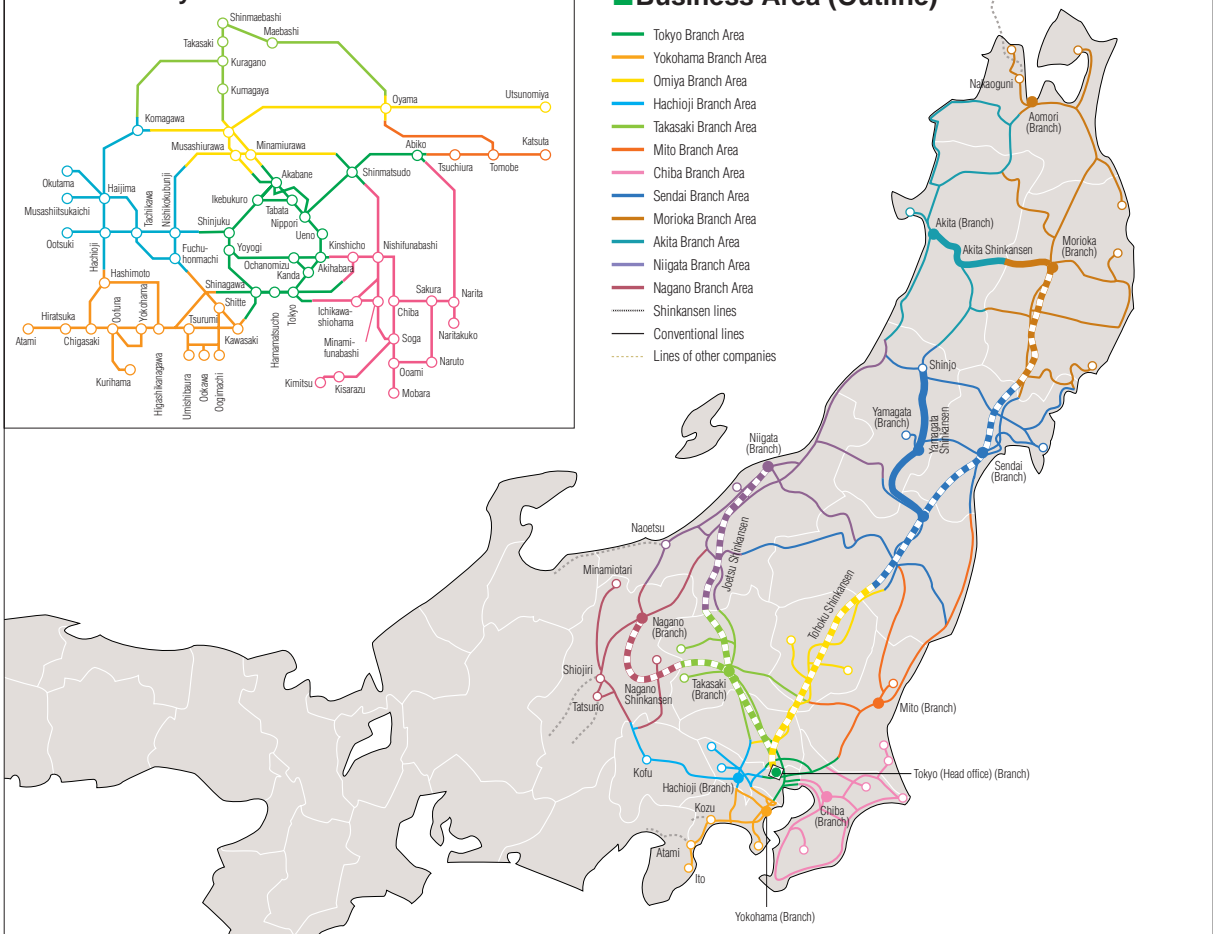 Business Area (Outline)
Tokyo Branch Area
Yokohama Branch Area
Omiya Branch Area
Hachioji Branch Area
Takasaki Branch Area
Mito Branch Area
Chiba Branch Area
Sendai Branch Area
Morioka Branch Area
Akita Branch Area
Niigata Branch Area
Nagano Branch Area
Shinkansen lines
Conventional lines
Lines of other companies
Shinmaebashi
Maebashi
Takasaki
Kuragano
Kumagaya
Oyama
Utsunomiya
Komagawa
Musashiurawa
Minamiurawa
Abiko
Katsuta
Tsuchiura
Tomobe
Shinmatsudo
Akabane
Okutama
Haijima
Tachikawa
Nishikokubunji
Ikebukuro
Tabata
Nippori
Musashiitsukaichi
Shinjuku
Ueno
Ootsuki
Hachioji
Fuchu-
honmachi
Yoyogi
Ochanomizu
Kanda
Akihabara
Kinshicho
Nishifunabashi
Hashimoto
Shinagawa
Shitte
Oofuna
Yokohama
Hiratsuka
Atami
Chigasaki
Tsurumi
Kawasaki
Hamamatsucho
Tokyo
Ichikawa-
shiohama
Minami-
funabashi
Sakura
Narita
Chiba
Naritakuko
Soga
Naruto
Ooami
Kimitsu
Kisarazu
Mobara
Kurihama
Higashikanagawa
Umishibaura
Ookawa
Oogimachi
Nakaoguni
Aomori
(Branch)
Akita (Branch)
Akita Shinkansen
Morioka
(Branch)
Shinjo
Yamagata
(Branch)
Yamagata
Shinkansen
Sendai
(Branch)
Niigata
(Branch)
Naoetsu
Joetsu Shinkansen
Minamiotari
Tohoku Shinkansen
Nagano
(Branch)
Shiojiri
Nagano
Shinkansen
Takasaki
(Branch)
Tatsuno
Mito (Branch)
Kofu
Hachioji (Branch)
Tokyo (Head office) (Branch)
Kozu
Chiba
(Branch)
Atami
Ito
Yokohama (Branch)